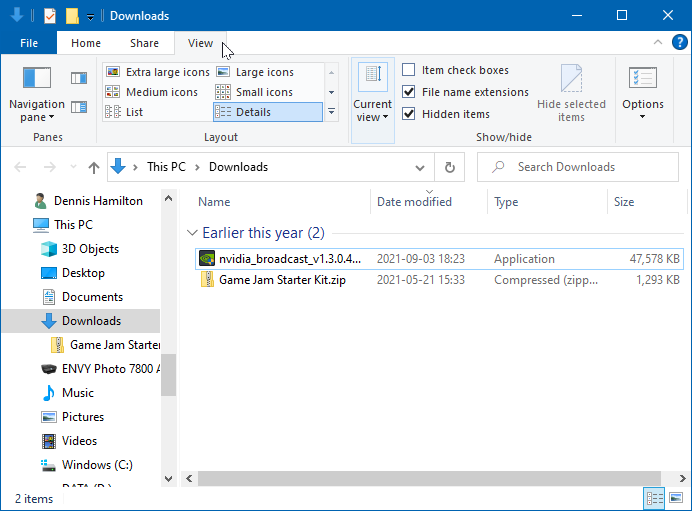 Downloads
File Home Share View
Navigation pane
Panes
Extra large icons Large icons
Medium icons Small icons
List Details
Layout
Current view
Item check boxes
File name extensions
Hidden items
Hide selected items
Show/hide
Options
This PC Downloads
Search Downloads
Dennis Hamilton
This PC
3D Objects
Desktop
Documents
Downloads
Game Jam Starter
ENVY Photo 7800
Music
Pictures
Videos
Windows (C:)
Name Date modified Type Size
Earlier this year (2)
nvidia_broadcast_v1.3.0.4... 2021-09-03 18:23 Application 47,578 KB
Game Jam Starter Kit.zip 2021-05-21 15:33 Compressed (zipp... 1,293 KB
2 items